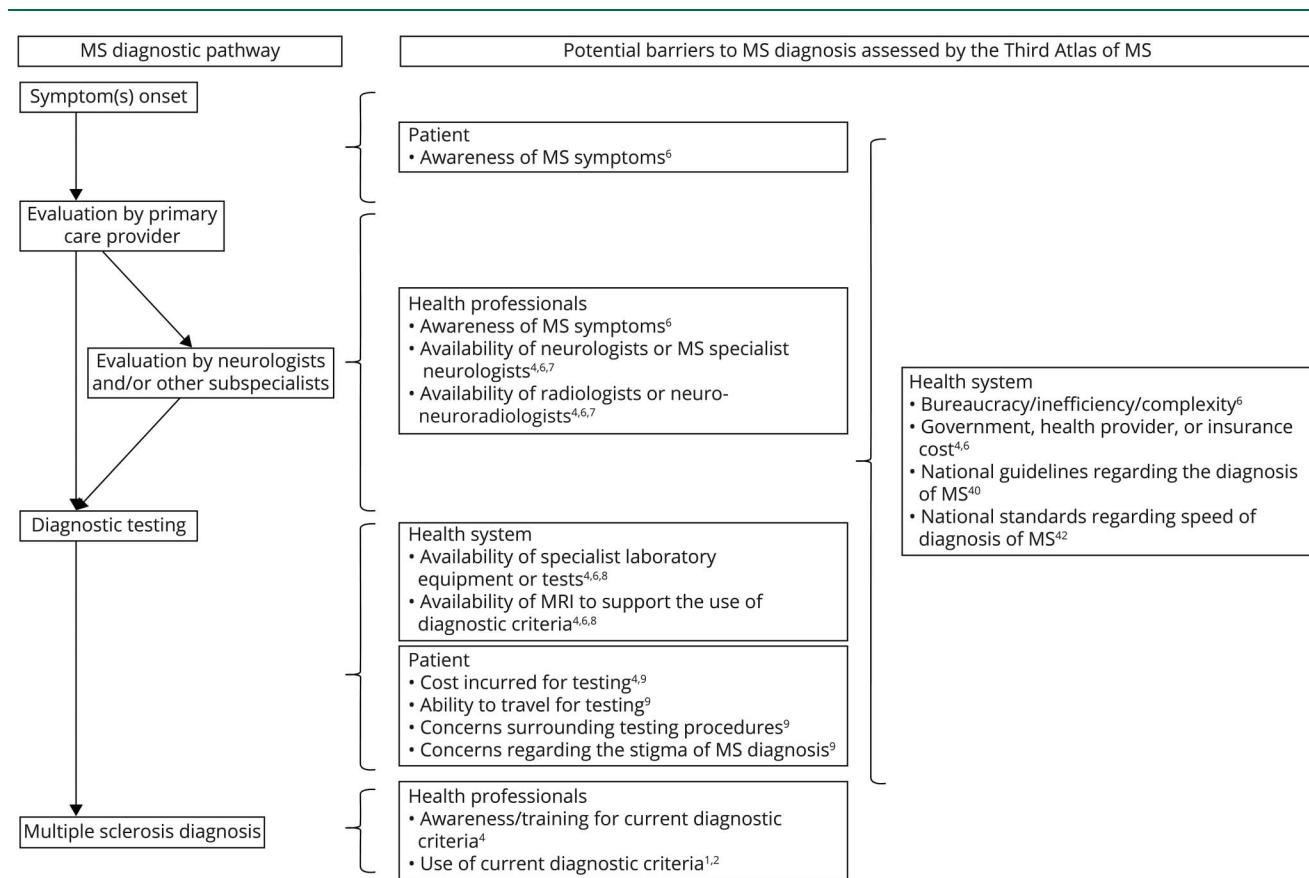 MS diagnostic pathway
Potential barriers to MS diagnosis assessed by the Third Atlas of MS
Symptom(s) onset
Evaluation by primary
care provider
Evaluation by neurologists
and/or other subspecialists
Diagnostic testing
Multiple sclerosis diagnosis
Patient
• Awareness of MS symptoms⁶
Health professionals
• Awareness of MS symptoms⁶
• Availability of neurologists or MS specialist
neurologists⁴,⁶,⁷
• Availability of radiologists or neuro-
neuroradiologists⁴,⁶,⁷
Health system
• Availability of specialist laboratory
equipment or tests⁴,⁶,⁸
• Availability of MRI to support the use of
diagnostic criteria⁴,⁶,⁸
Patient
• Cost incurred for testing⁴,⁹
• Ability to travel for testing⁹
• Concerns surrounding testing procedures⁹
• Concerns regarding the stigma of MS diagnosis⁹
Health professionals
• Awareness/training for current diagnostic
criteria⁴
• Use of current diagnostic criteria¹,²
Health system
• Bureaucracy/inefficiency/complexity⁶
• Government, health provider, or insurance
cost⁴,⁶
• National guidelines regarding the diagnosis
of MS⁴⁰
• National standards regarding speed of
diagnosis of MS⁴²